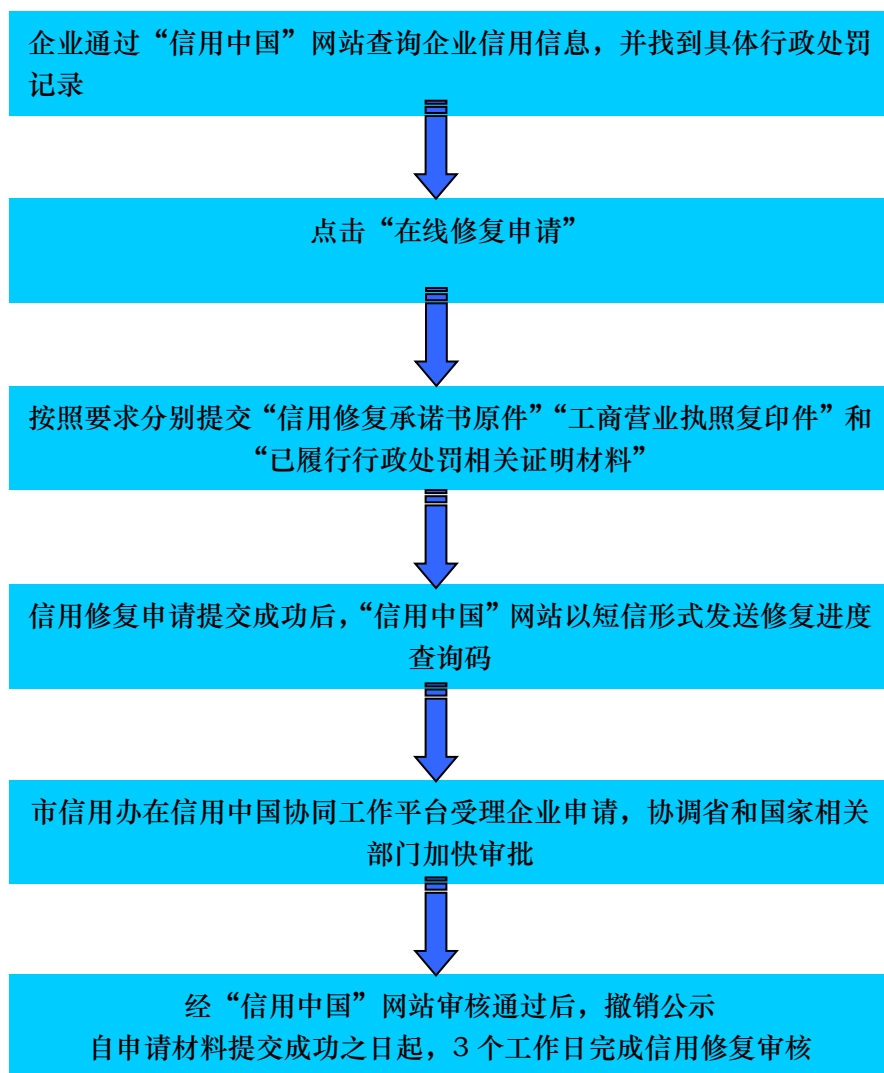 企业通过“信用中国”网站查询企业信用信息，并找到具体行政处罚
记录
点击“在线修复申请”
按照要求分别提交“信用修复承诺书原件”“工商营业执照复印件”和
“已履行行政处罚相关证明材料”
信用修复申请提交成功后，“信用中国”网站以短信形式发送修复进度
查询码
市信用办在信用中国协同工作平台受理企业申请，协调省和国家相关
部门加快审批
经“信用中国”网站审核通过后，撤销公示
自申请材料提交成功之日起，3 个工作日完成信用修复审核